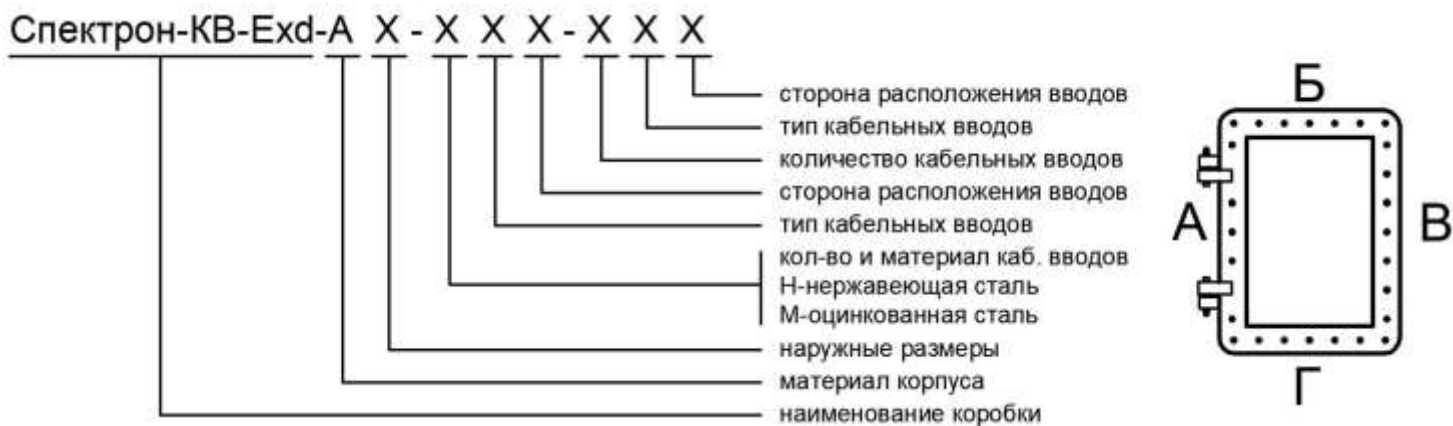 Спектрон-КВ-Exd-А Х - Х Х Х - Х Х Х
сторона расположения вводов
тип кабельных вводов
количество кабельных вводов
сторона расположения вводов
тип кабельных вводов
кол-во и материал каб. вводов
Н-нержавеющая сталь
М-оцинкованная сталь
наружные размеры
материал корпуса
наименование коробки
Б
А
В
Г